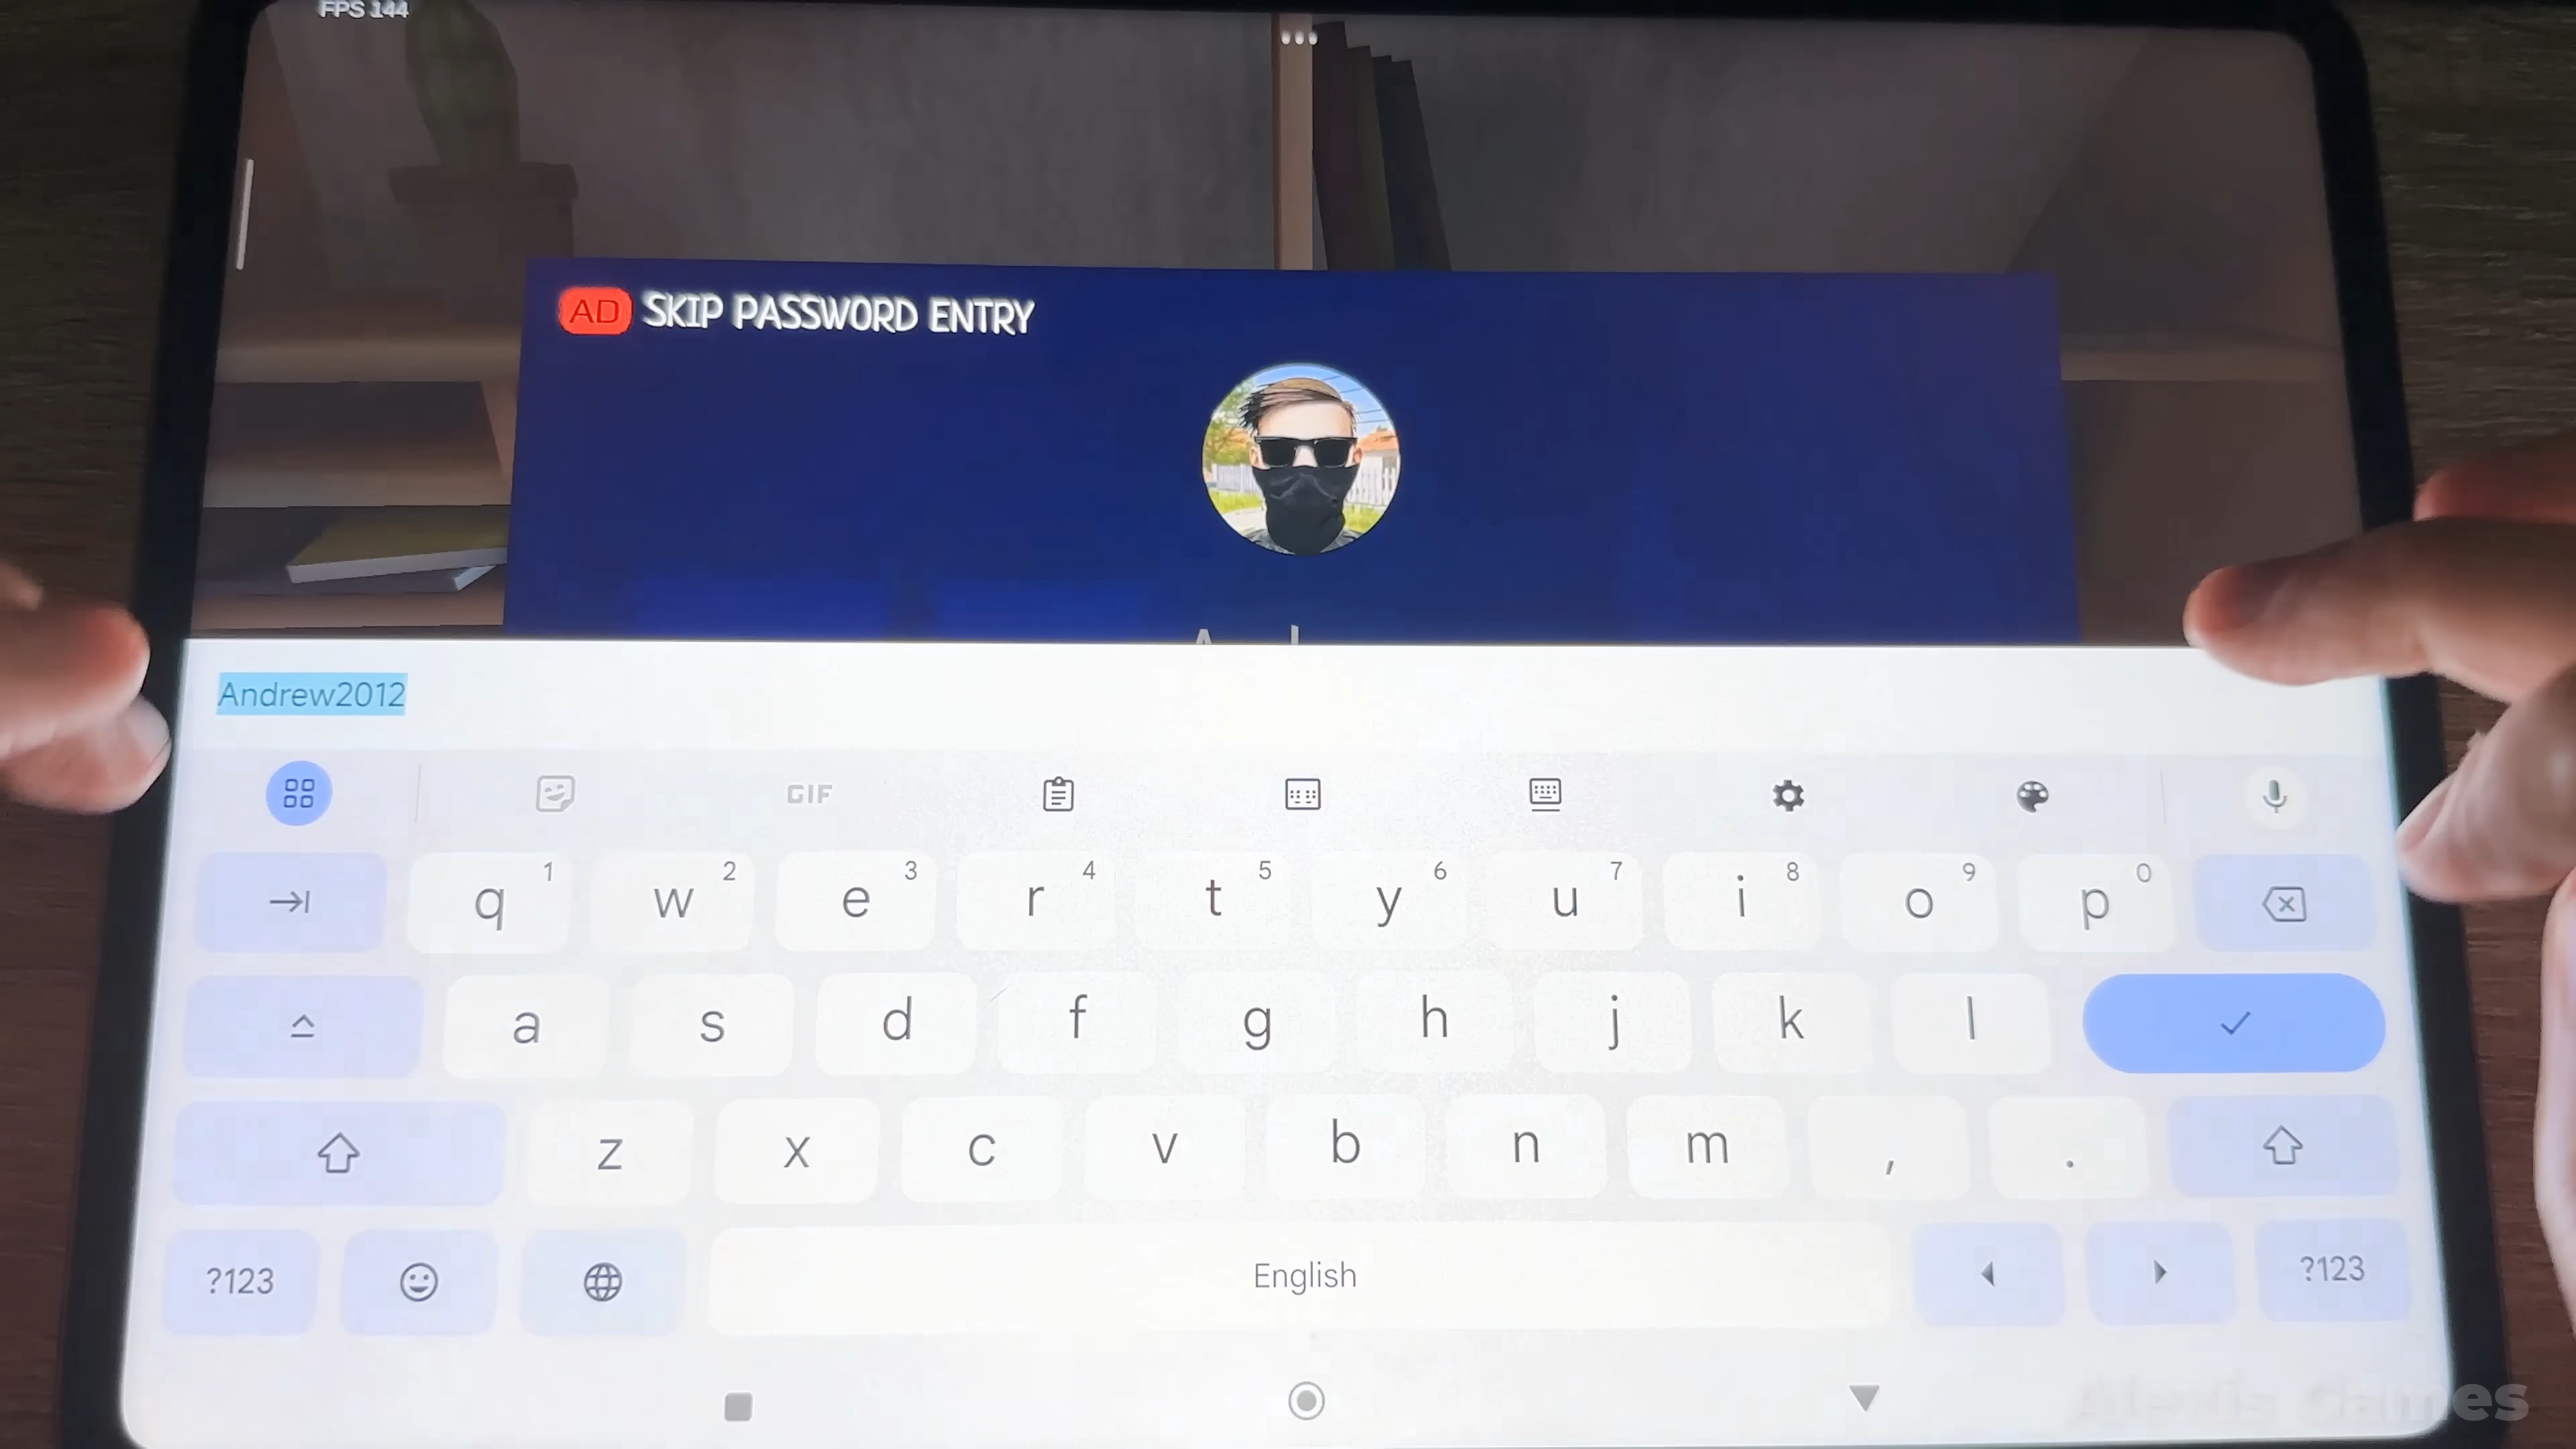 FPS 144
AD SKIP PASSWORD ENTRY
Andrew2012
GIF
q 1 w 2 e 3 r 4 t 5 y 6 u 7 i 8 o 9 p 0
a s d f g h j k l
z x c v b n m , .
?123 English ?123
Games